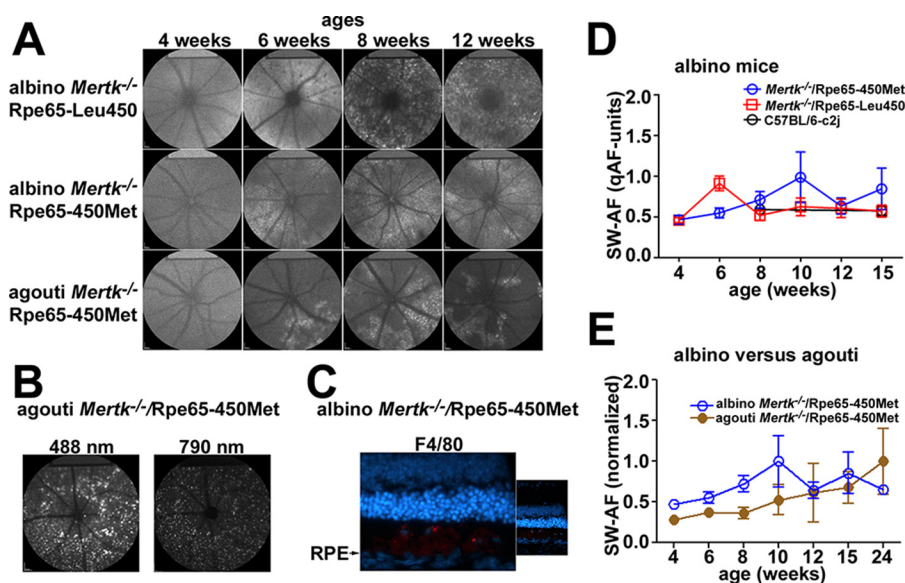 A
ages
4 weeks 6 weeks 8 weeks 12 weeks
albino Mertk-/-
Rpe65-Leu450
albino Mertk-/-
Rpe65-450Met
agouti Mertk-/-
Rpe65-450Met
B
agouti Mertk-/-/Rpe65-450Met
488 nm 790 nm
C
albino Mertk-/-/Rpe65-450Met
F4/80
RPE
D
albino mice
Mertk-/-/Rpe65-450Met
Mertk-/-/Rpe65-Leu450
C57BL/6-c2j
SW-AF (qAF-units)
2.0
1.5
1.0
0.5
0.0
4 6 8 10 12 15
age (weeks)
E
albino versus agouti
albino Mertk-/-/Rpe65-450Met
agouti Mertk-/-/Rpe65-450Met
SW-AF (normalized)
2.0
1.5
1.0
0.5
0.0
4 6 8 10 12 15 24
age (weeks)